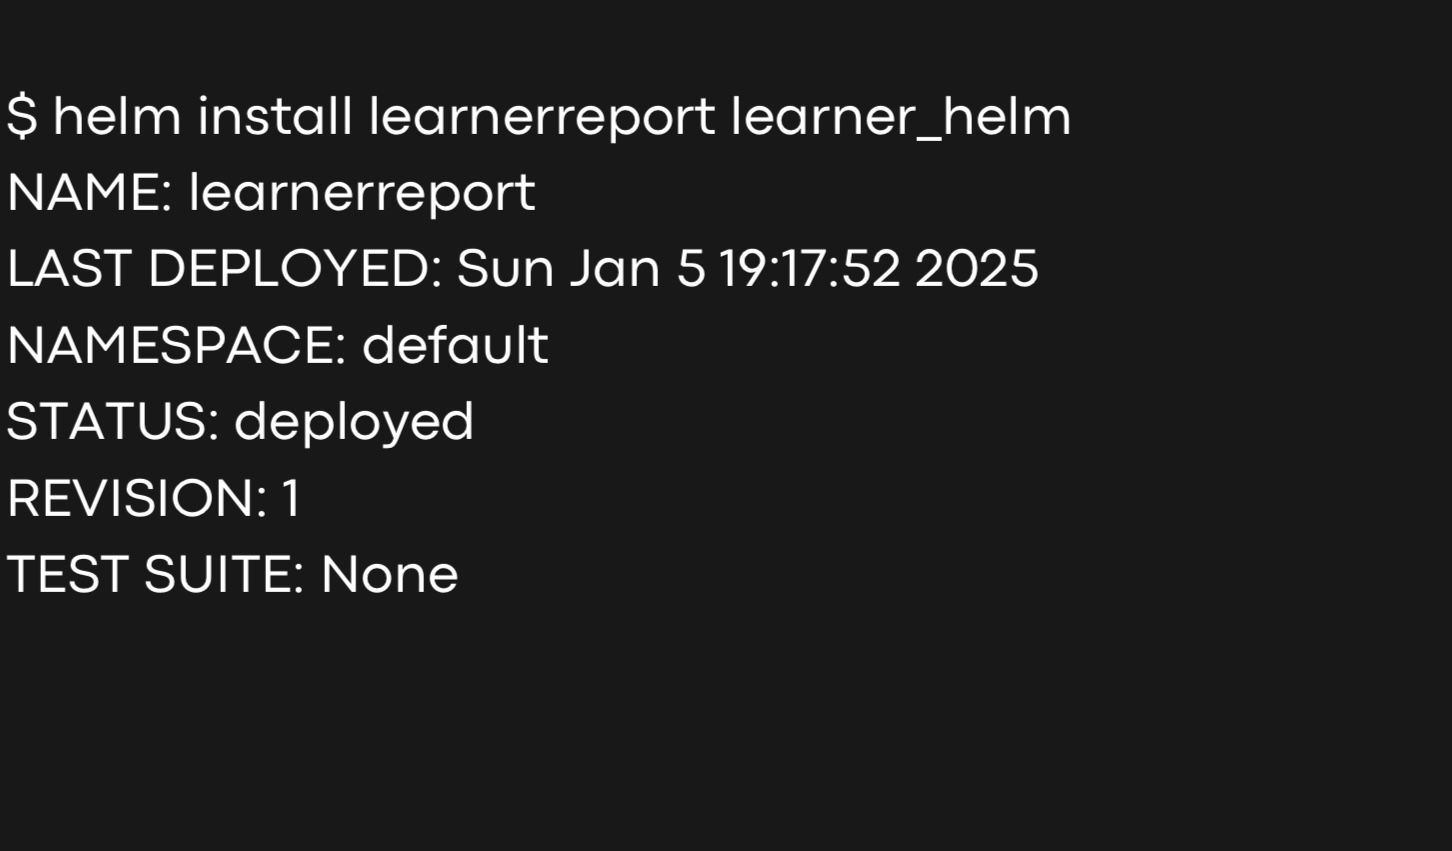 $ helm install learnerreport learner_helm
NAME: learnerreport
LAST DEPLOYED: Sun Jan 5 19:17:52 2025
NAMESPACE: default
STATUS: deployed
REVISION: 1
TEST SUITE: None